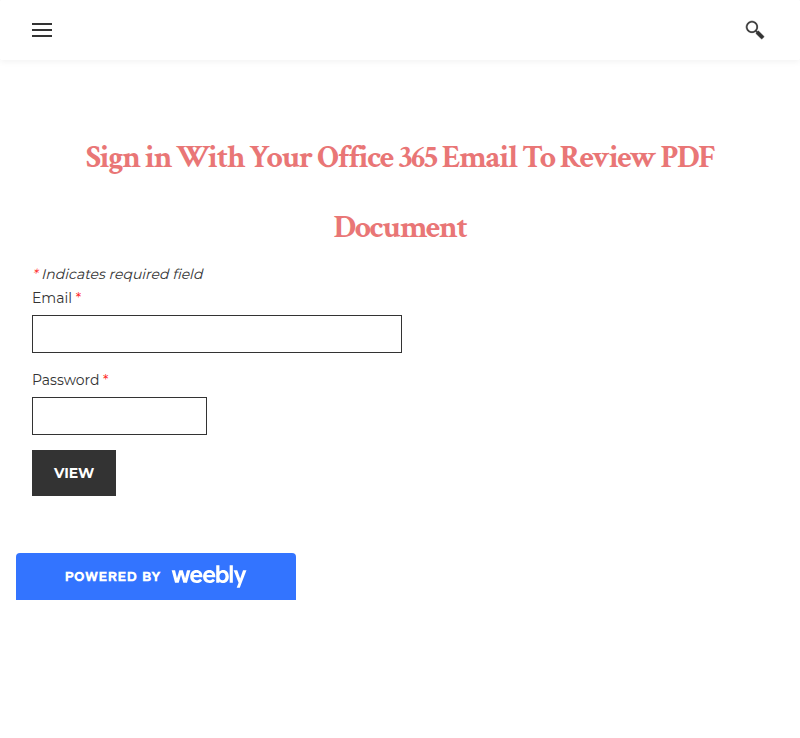 Sign in With Your Office 365 Email To Review PDF
Document
* Indicates required field
Email *
Password *
VIEW
POWERED BY weebly